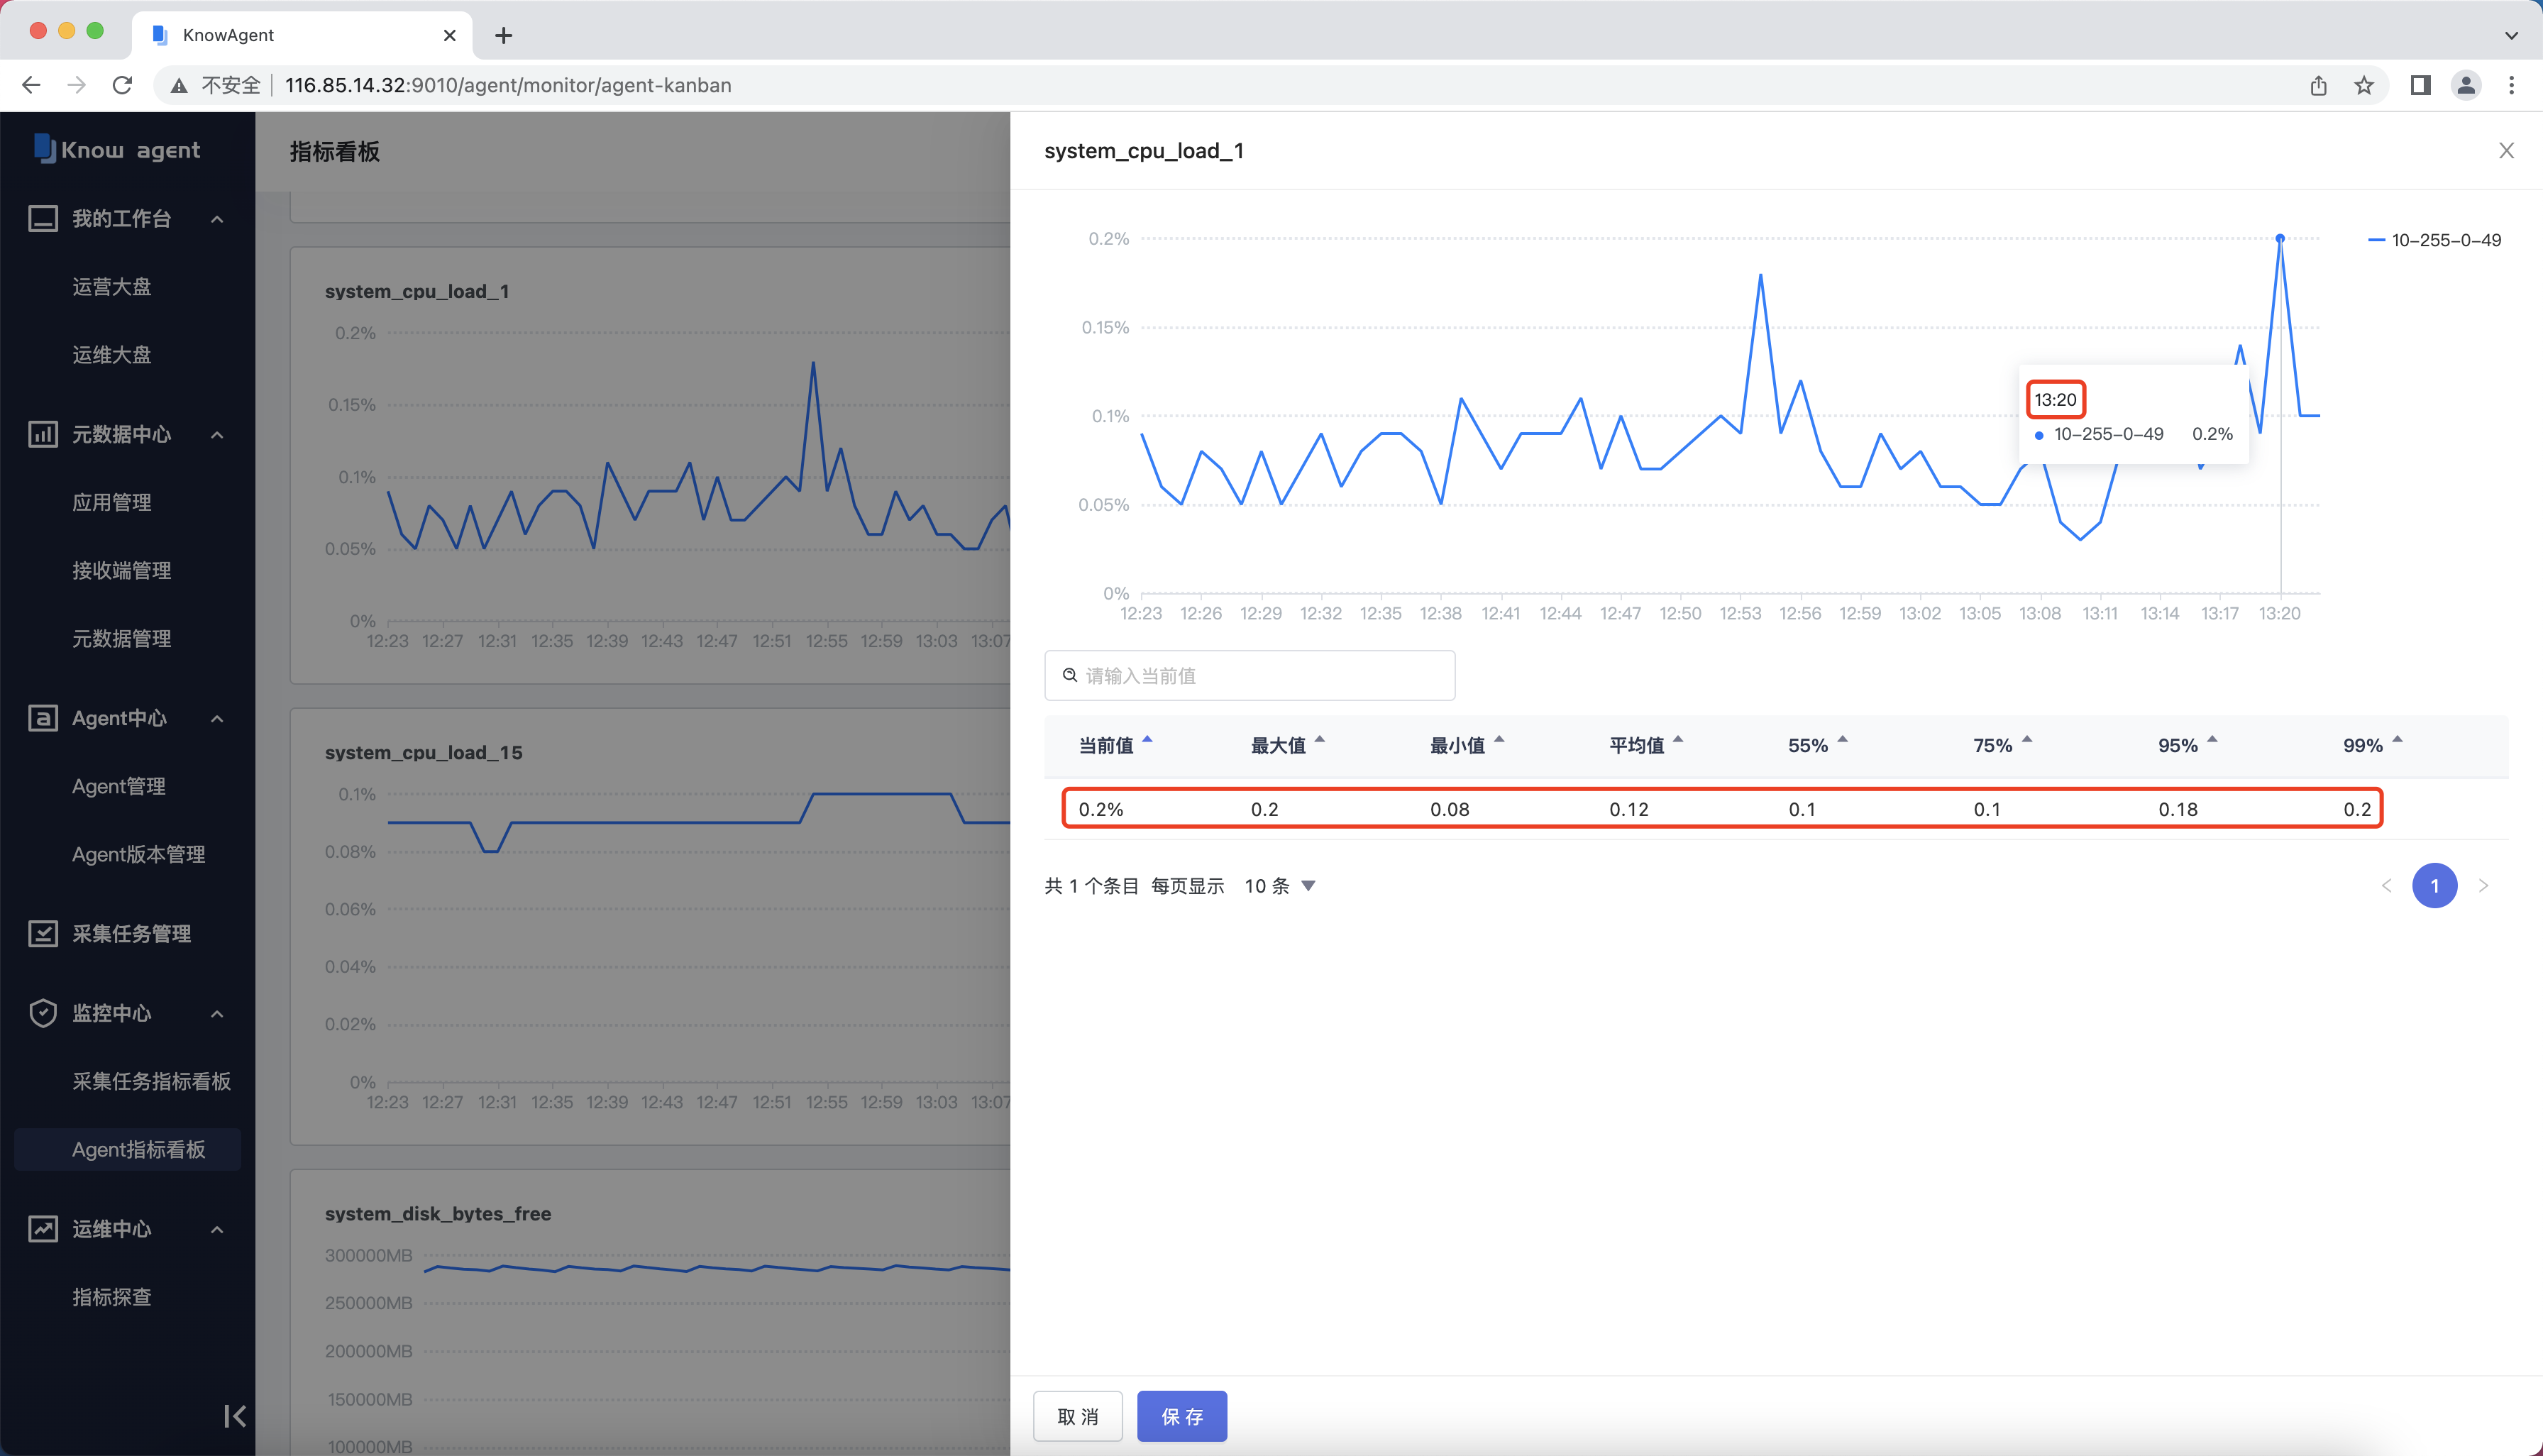 KnowAgent
不安全 116.85.14.32:9010/agent/monitor/agent-kanban
Know agent
我的工作台
运营大盘
运维大盘
元数据中心
应用管理
接收端管理
元数据管理
Agent中心
Agent管理
Agent版本管理
采集任务管理
监控中心
采集任务指标看板
Agent指标看板
运维中心
指标探查
指标看板
system_cpu_load_1
0.2%
0.15%
0.1%
0.05%
0%
12:23 12:27 12:31 12:35 12:39 12:43 12:47 12:51 12:55 12:59 13:03 13:07
system_cpu_load_15
0.1%
0.08%
0.06%
0.04%
0.02%
0%
12:23 12:27 12:31 12:35 12:39 12:43 12:47 12:51 12:55 12:59 13:03 13:07
system_disk_bytes_free
300000MB
250000MB
200000MB
150000MB
100000MB
system_cpu_load_1
0.2%
0.15%
0.1%
0.05%
0%
12:23 12:26 12:29 12:32 12:35 12:38 12:41 12:44 12:47 12:50 12:53 12:56 12:59 13:02 13:05 13:08 13:11 13:14 13:17 13:20
10-255-0-49
13:20
10-255-0-49 0.2%
请输入当前值
当前值 最大值 最小值 平均值 55% 75% 95% 99%
0.2% 0.2 0.08 0.12 0.1 0.1 0.18 0.2
共 1 个条目 每页显示 10 条
1
取 消 保 存